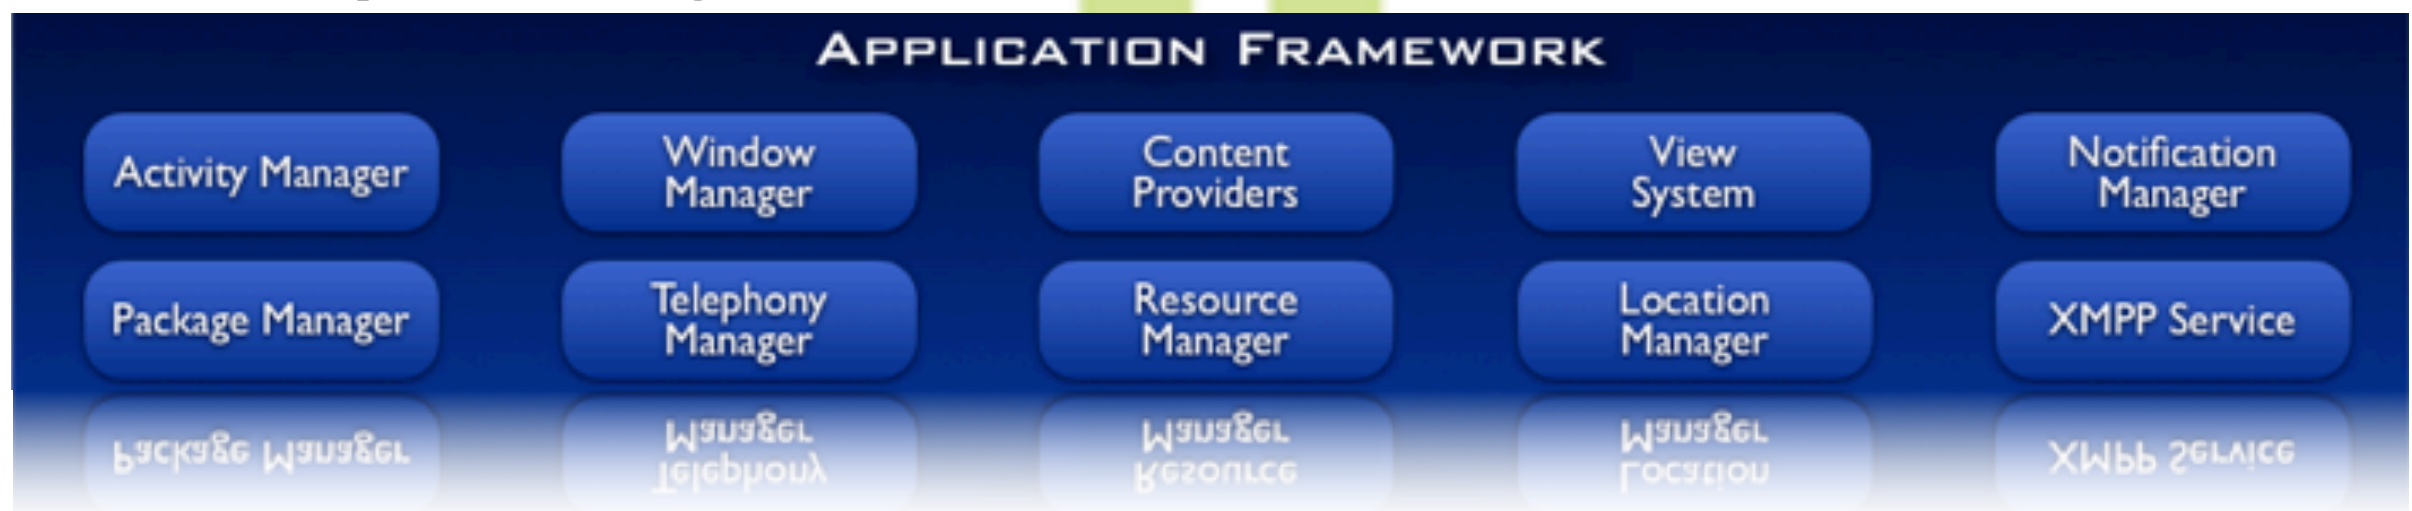 APPLICATION FRAMEWORK
Activity Manager
Window
Manager
Content
Providers
View
System
Notification
Manager
Package Manager
Telephony
Manager
Resource
Manager
Location
Manager
XMPP Service